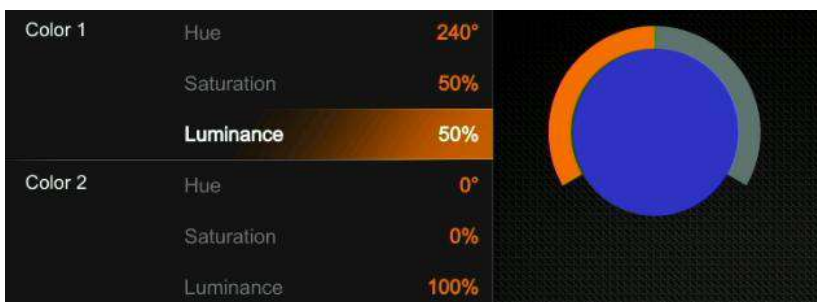 Color 1 Hue 240°
Saturation 50%
Luminance 50%
Color 2 Hue 0°
Saturation 0%
Luminance 100%